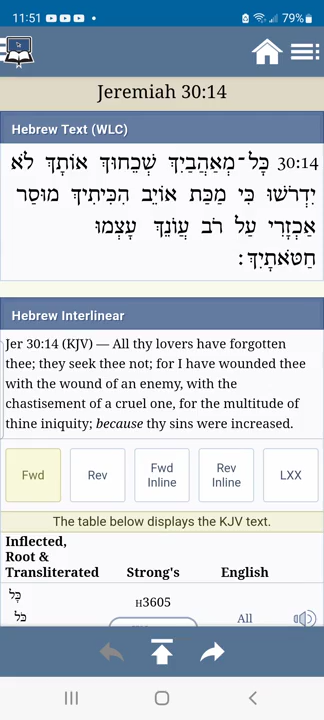 11:51
79%
Jeremiah 30:14
Hebrew Text (WLC)
30:14 כָּל־מְאַהֲבַיִךְ שְׁכֵחוּךְ אוֹתָךְ לֹא
יִדְרֹשׁוּ כִּי מַכַּת אוֹיֵב הִכִּיתִיךְ מוּסַר
אַכְזָרִי עַל רֹב עֲוֺנֵךְ עָצְמוּ
חַטֹּאתָיִךְ׃
Hebrew Interlinear
Jer 30:14 (KJV) — All thy lovers have forgotten
thee; they seek thee not; for I have wounded thee
with the wound of an enemy, with the
chastisement of a cruel one, for the multitude of
thine iniquity; because thy sins were increased.
Fwd
Rev
Fwd
Inline
Rev
Inline
LXX
The table below displays the KJV text.
Inflected,
Root &
Transliterated
Strong's
English
כָּל
כֹּל
H3605
All